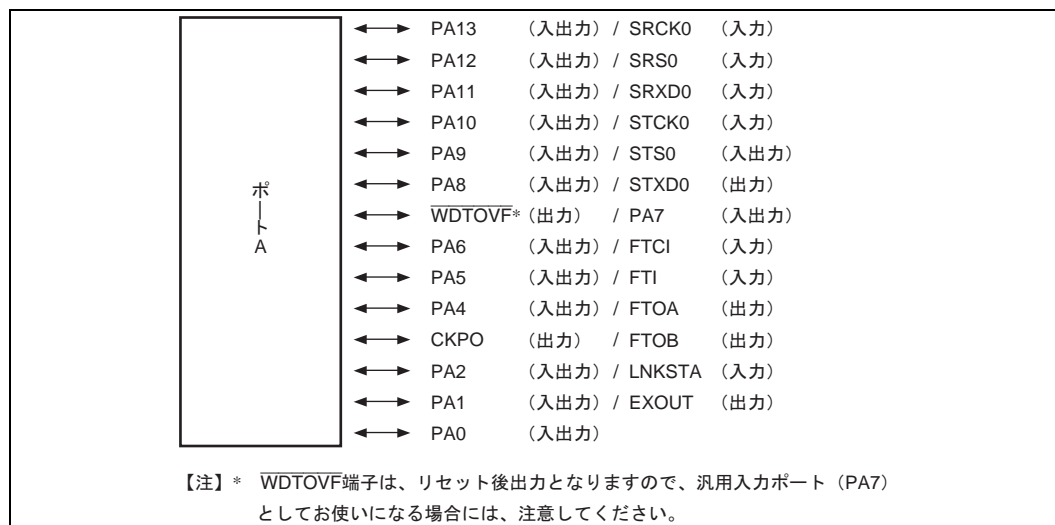 PA13 （入出力）/ SRCK0 （入力）
PA12 （入出力）/ SRS0 （入力）
PA11 （入出力）/ SRXD0 （入力）
PA10 （入出力）/ STCK0 （入力）
PA9 （入出力）/ STS0 （入出力）
PA8 （入出力）/ STXD0 （出力）
ポートA
WDTOVF*（出力） / PA7 （入出力）
PA6 （入出力）/ FTCI （入力）
PA5 （入出力）/ FTI （入力）
PA4 （入出力）/ FTOA （出力）
CKPO （出力） / FTOB （出力）
PA2 （入出力）/ LNKSTA （入力）
PA1 （入出力）/ EXOUT （出力）
PA0 （入出力）
【注】* WDTOVF端子は、リセット後出力となりますので、汎用入力ポート（PA7）
としてお使いになる場合には、注意してください。